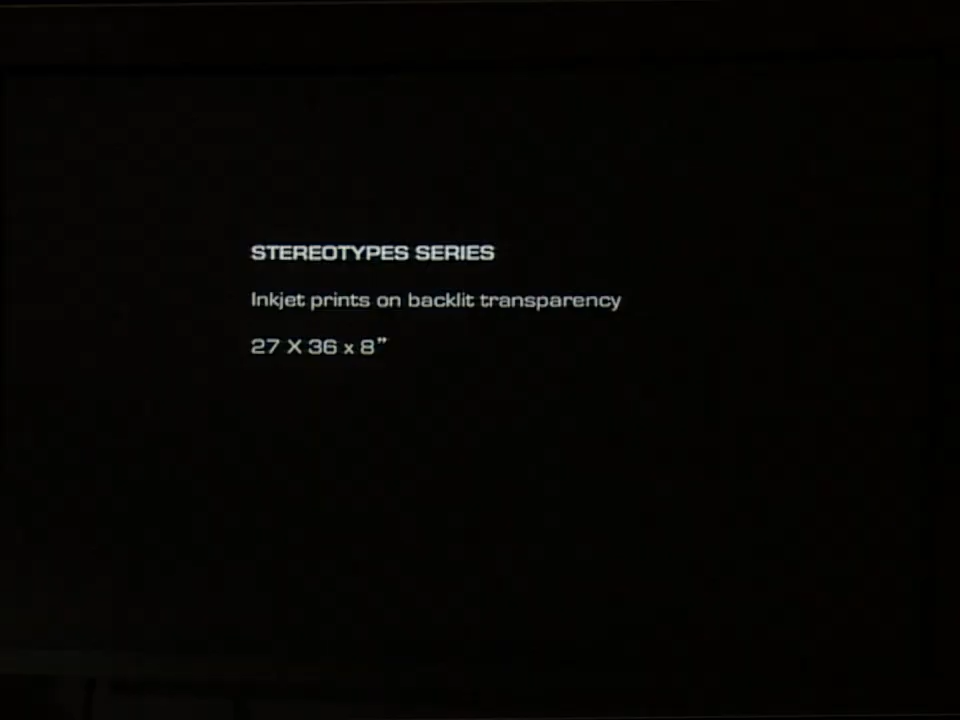 STEREOTYPES SERIES
Inkjet prints on backlit transparency
27 X 36 x 8”